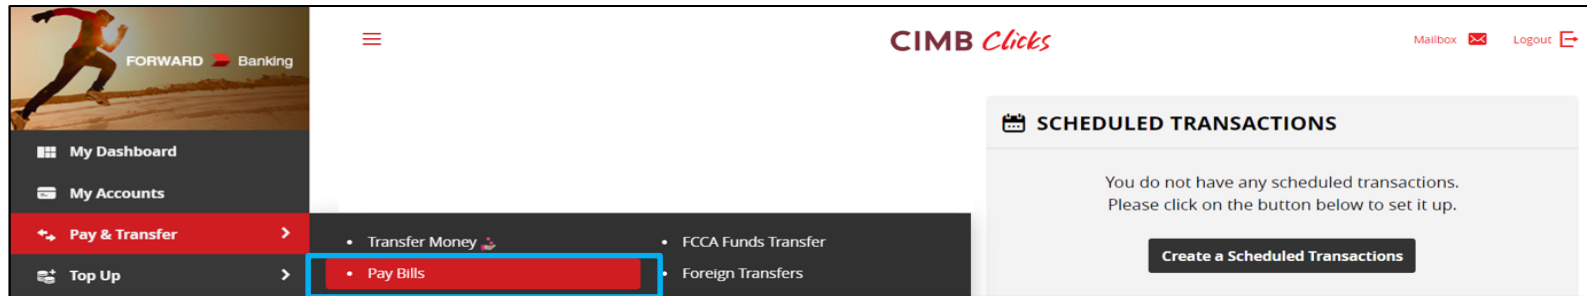 FORWARD Banking
CIMB Clicks
Mailbox
Logout
My Dashboard
My Accounts
Pay & Transfer
Top Up
• Transfer Money
• Pay Bills
• FCCA Funds Transfer
• Foreign Transfers
SCHEDULED TRANSACTIONS
You do not have any scheduled transactions.
Please click on the button below to set it up.
Create a Scheduled Transactions